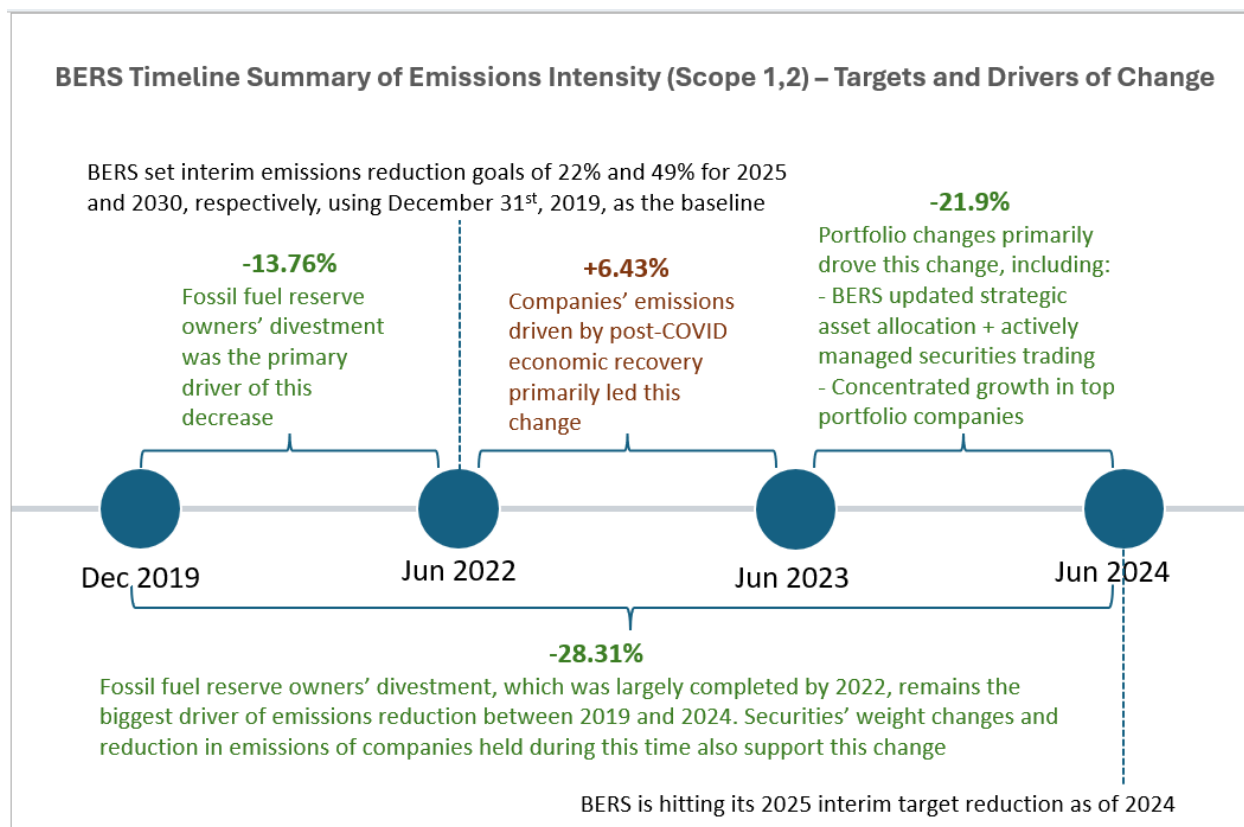 BERS Timeline Summary of Emissions Intensity (Scope 1,2) – Targets and Drivers of Change
BERS set interim emissions reduction goals of 22% and 49% for 2025
and 2030, respectively, using December 31st, 2019, as the baseline
-13.76%
Fossil fuel reserve
owners’ divestment
was the primary
driver of this
decrease
+6.43%
Companies’ emissions
driven by post-COVID
economic recovery
primarily led this
change
-21.9%
Portfolio changes primarily
drove this change, including:
- BERS updated strategic
asset allocation + actively
managed securities trading
- Concentrated growth in top
portfolio companies
Dec 2019
Jun 2022
Jun 2023
Jun 2024
-28.31%
Fossil fuel reserve owners’ divestment, which was largely completed by 2022, remains the
biggest driver of emissions reduction between 2019 and 2024. Securities’ weight changes and
reduction in emissions of companies held during this time also support this change
BERS is hitting its 2025 interim target reduction as of 2024